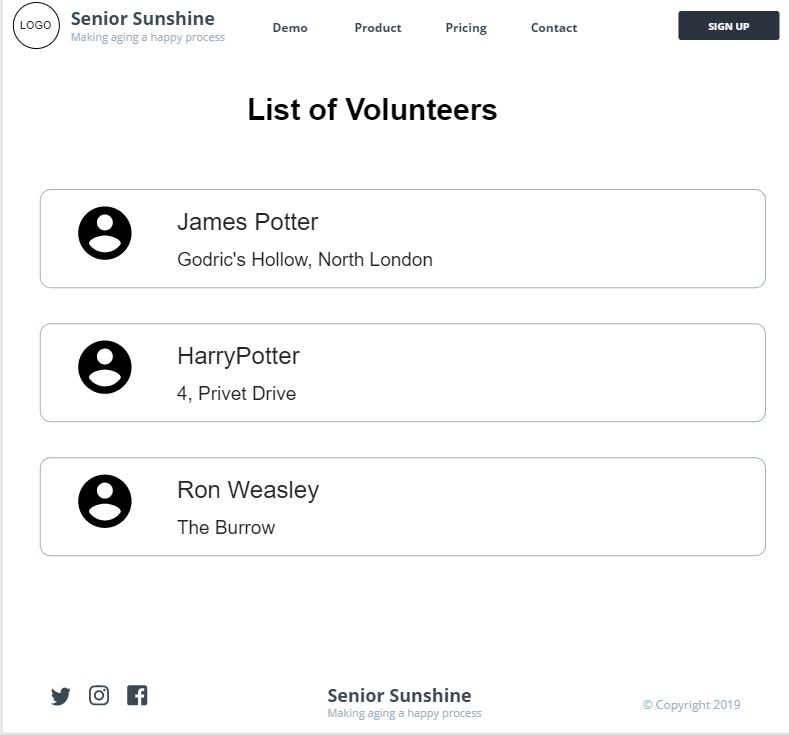 LOGO
Senior Sunshine
Making aging a happy process
Demo
Product
Pricing
Contact
SIGN UP
List of Volunteers
James Potter
Godric's Hollow, North London
HarryPotter
4, Privet Drive
Ron Weasley
The Burrow
Senior Sunshine
Making aging a happy process
© Copyright 2019